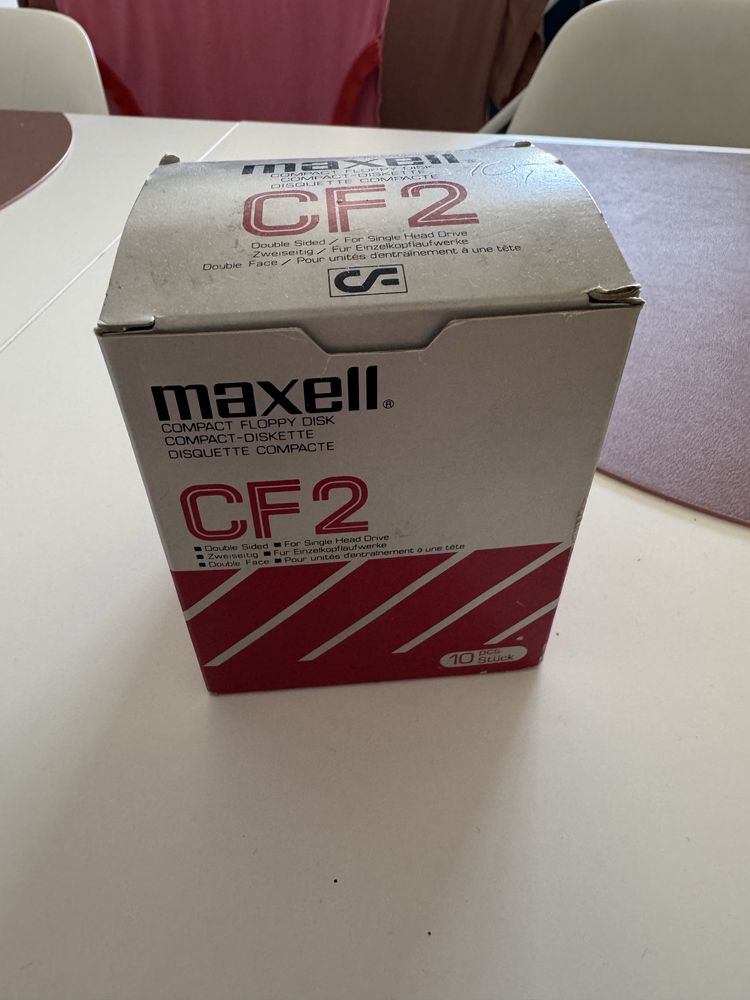 maxell
COMPACT FLOPPY DISK
COMPACT-DISKETTE
DISQUETTE COMPACTE
CF2
Double Sided / For Single Head Drive
Zweiseitig / Für Einzelkopflaufwerke
Double Face / Pour unités d'entraînement à une tête
CF
maxell®
COMPACT FLOPPY DISK
COMPACT-DISKETTE
DISQUETTE COMPACTE
CF2
■ Double Sided ■ For Single Head Drive
■ Zweiseitig ■ Für Einzelkopflaufwerke
■ Double Face ■ Pour unités d'entraînement à une tête
10 pcs. Stück